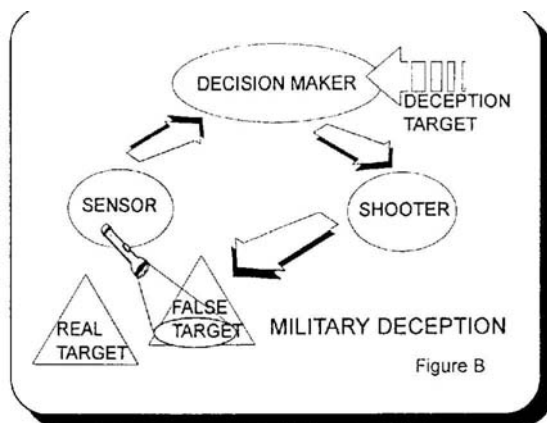 DECISION MAKER
DECEPTION
TARGET
SENSOR
SHOOTER
REAL
TARGET
FALSE
TARGET
MILITARY DECEPTION
Figure B